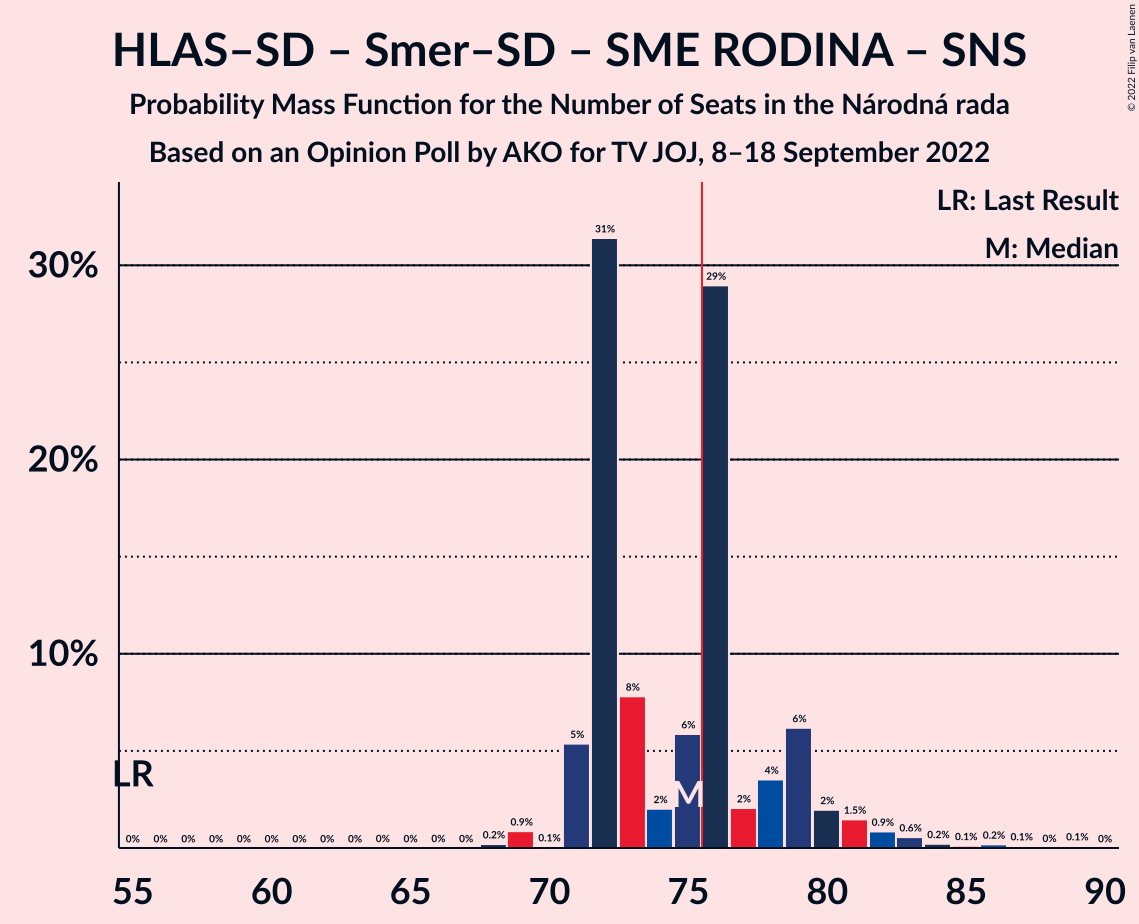 HLAS–SD – Smer–SD – SME RODINA – SNS
Probability Mass Function for the Number of Seats in the Národná rada
Based on an Opinion Poll by AKO for TV JOJ, 8–18 September 2022
© 2022 Filip van Laenen
LR: Last Result
M: Median
30%
20%
10%
LR
M
0% 0% 0% 0% 0% 0% 0% 0% 0% 0% 0% 0% 0% 0.2% 0.9% 0.1% 5% 31% 8% 2% 6% 29% 2% 4% 6% 2% 1.5% 0.9% 0.6% 0.2% 0.1% 0.2% 0.1% 0% 0.1% 0%
55 60 65 70 75 80 85 90